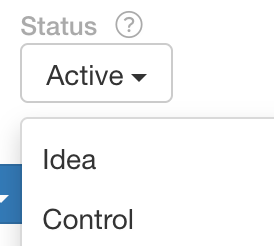 Status ?
Active
Idea
Control